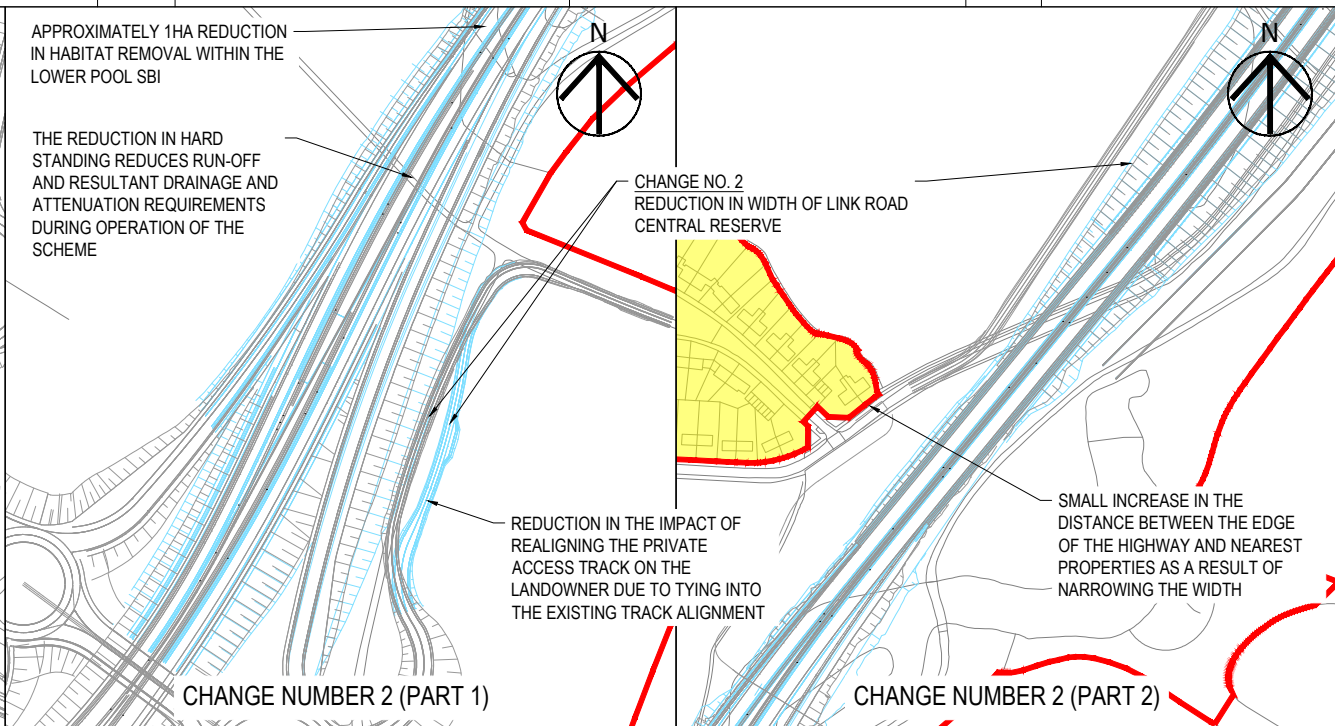 APPROXIMATELY 1HA REDUCTION
IN HABITAT REMOVAL WITHIN THE
LOWER POOL SBI
N
THE REDUCTION IN HARD
STANDING REDUCES RUN-OFF
AND RESULTANT DRAINAGE AND
ATTENUATION REQUIREMENTS
DURING OPERATION OF THE
SCHEME
CHANGE NO. 2
REDUCTION IN WIDTH OF LINK ROAD
CENTRAL RESERVE
REDUCTION IN THE IMPACT OF
REALIGNING THE PRIVATE
ACCESS TRACK ON THE
LANDOWNER DUE TO TYING INTO
THE EXISTING TRACK ALIGNMENT
CHANGE NUMBER 2 (PART 1)
N
SMALL INCREASE IN THE
DISTANCE BETWEEN THE EDGE
OF THE HIGHWAY AND NEAREST
PROPERTIES AS A RESULT OF
NARROWING THE WIDTH
CHANGE NUMBER 2 (PART 2)